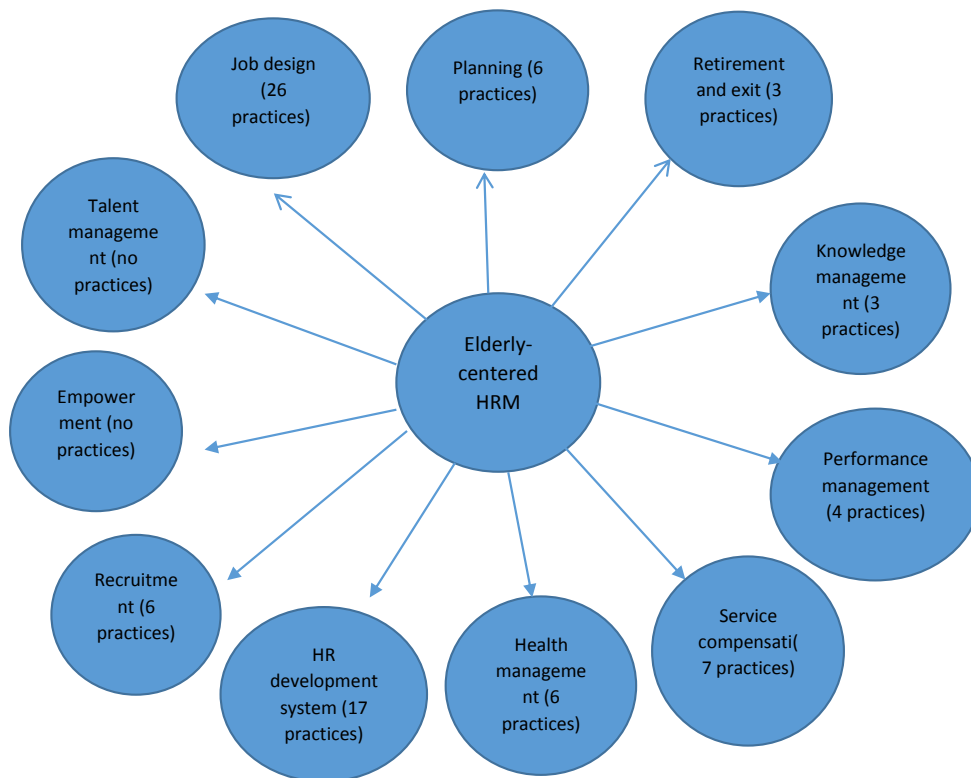 Job design
(26
practices)
Planning (6
practices)
Retirement
and exit (3
practices)
Talent
manageme
nt (no
practices)
Knowledge
manageme
nt (3
practices)
Elderly-
centered
HRM
Empower
ment (no
practices)
Performance
management
(4 practices)
Recruitme
nt (6
practices)
HR
development
system (17
practices)
Health
manageme
nt (6
practices)
Service
compensati(
7 practices)